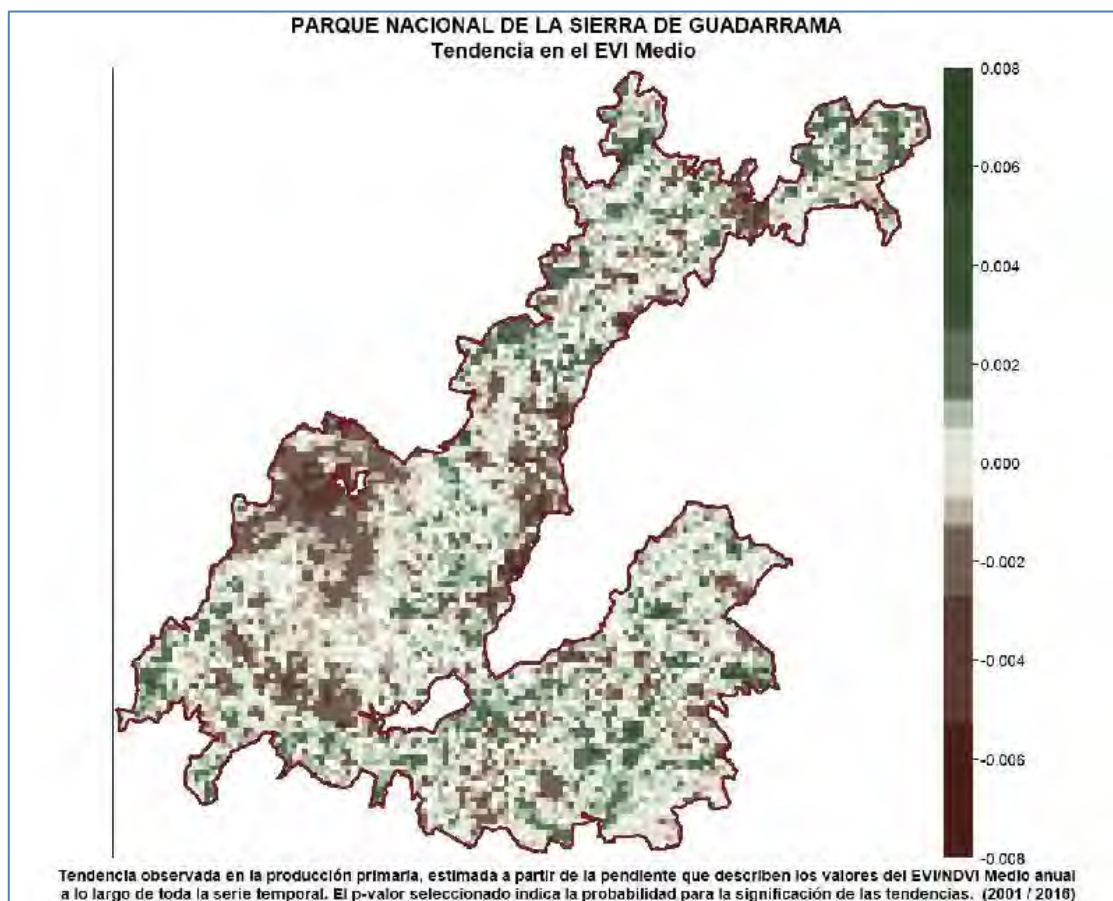 PARQUE NACIONAL DE LA SIERRA DE GUADARRAMA
Tendencia en el EVI Medio
0.008
0.006
0.004
0.002
0.000
-0.002
-0.004
-0.006
-0.008
Tendencia observada en la producción primaria, estimada a partir de la pendiente que describen los valores del EVI/NDVI Medio anual
a lo largo de toda la serie temporal. El p-valor seleccionado indica la probabilidad para la significación de las tendencias. (2001 / 2016)